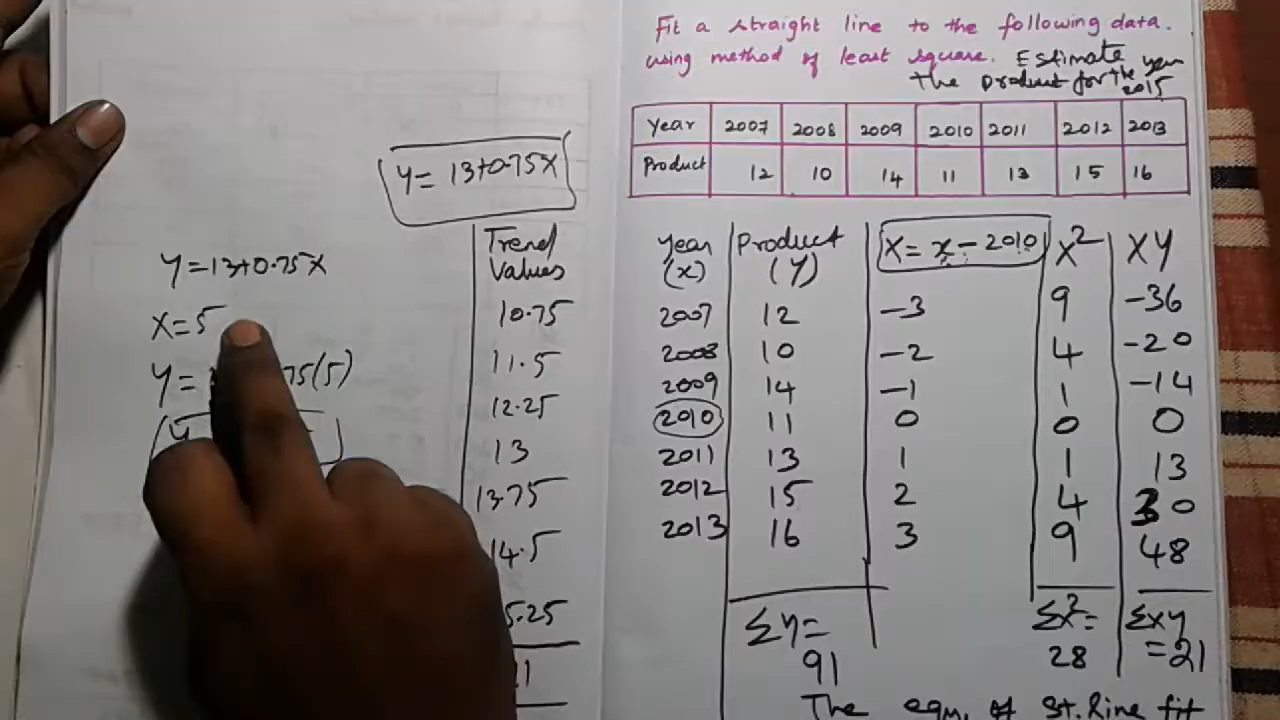 Y = 13+0.75X
Y=13+0.75X
X=5
Y= 75(5)
Y
Trend
Values
10.75
11.5
12.25
13
13.75
14.5
5.25
Fit a straight line to the following data.
using method of least square. Estimate
the product for the year
2015
Year 2007 2008 2009 2010 2011 2012 2013
Product 12 10 14 11 13 15 16
Year (x) Product (Y) X = x - 2010 X² XY
2007 12 -3 9 -36
2008 10 -2 4 -20
2009 14 -1 1 -14
2010 11 0 0 0
2011 13 1 1 13
2012 15 2 4 30
2013 16 3 9 48
Σy= 91 Σx²= 28 Σxy =21
The eqn. of St. line fit